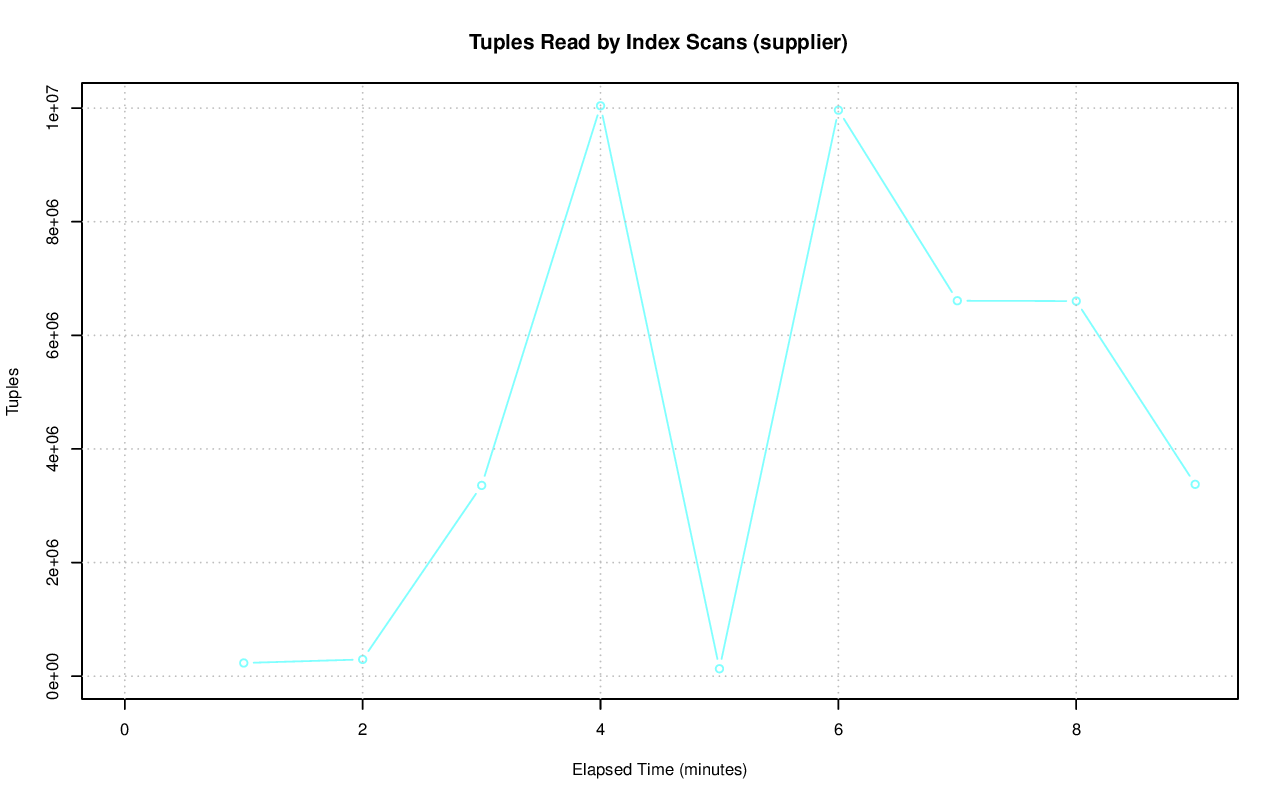 Tuples Read by Index Scans (supplier)
1e+07
8e+06
6e+06
4e+06
2e+06
0e+00
Tuples
0 2 4 6 8
Elapsed Time (minutes)